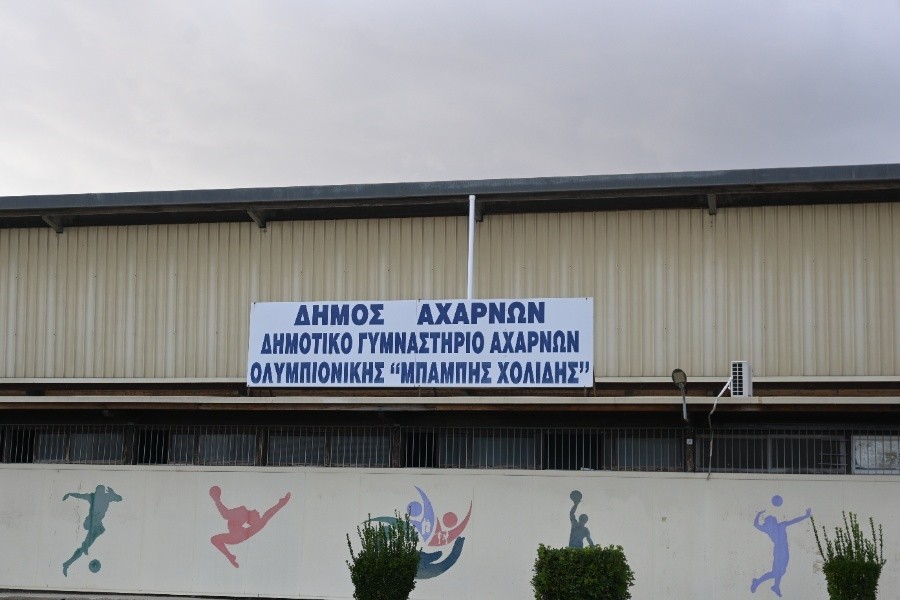 ΔΗΜΟΣ ΑΧΑΡΝΩΝ
ΔΗΜΟΤΙΚΟ ΓΥΜΝΑΣΤΗΡΙΟ ΑΧΑΡΝΩΝ
ΟΛΥΜΠΙΟΝΙΚΗΣ “ΜΠΑΜΠΗΣ ΧΟΛΙΔΗΣ”